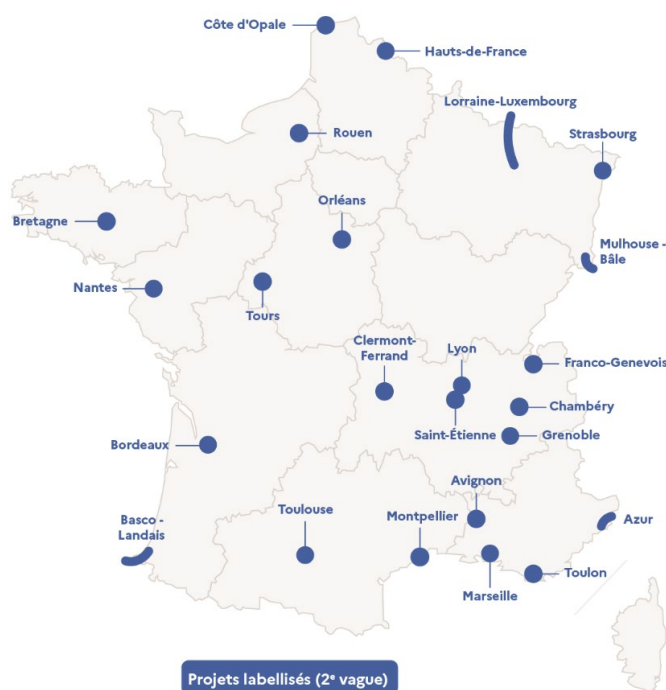 Côte d'Opale
Hauts-de-France
Lorraine-Luxembourg
Rouen
Strasbourg
Orléans
Bretagne
Mulhouse -
Bâle
Nantes
Tours
Clermont-
Ferrand
Lyon
Franco-Genevois
Chambéry
Saint-Étienne
Grenoble
Bordeaux
Avignon
Basco -
Landais
Toulouse
Montpellier
Azur
Toulon
Marseille
Projets labellisés (2e vague)